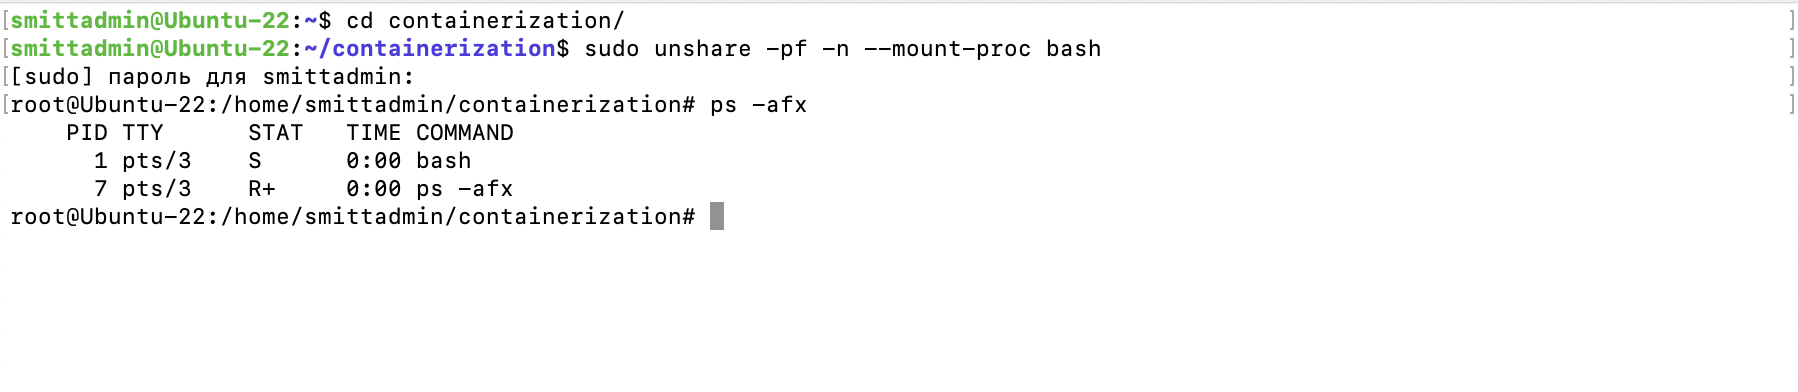 [smittadmin@Ubuntu-22:~$ cd containerization/ ]
[smittadmin@Ubuntu-22:~/containerization$ sudo unshare -pf -n --mount-proc bash ]
[[sudo] пароль для smittadmin: ]
[root@Ubuntu-22:/home/smittadmin/containerization# ps -afx ]
PID TTY STAT TIME COMMAND
1 pts/3 S 0:00 bash
7 pts/3 R+ 0:00 ps -afx
root@Ubuntu-22:/home/smittadmin/containerization#